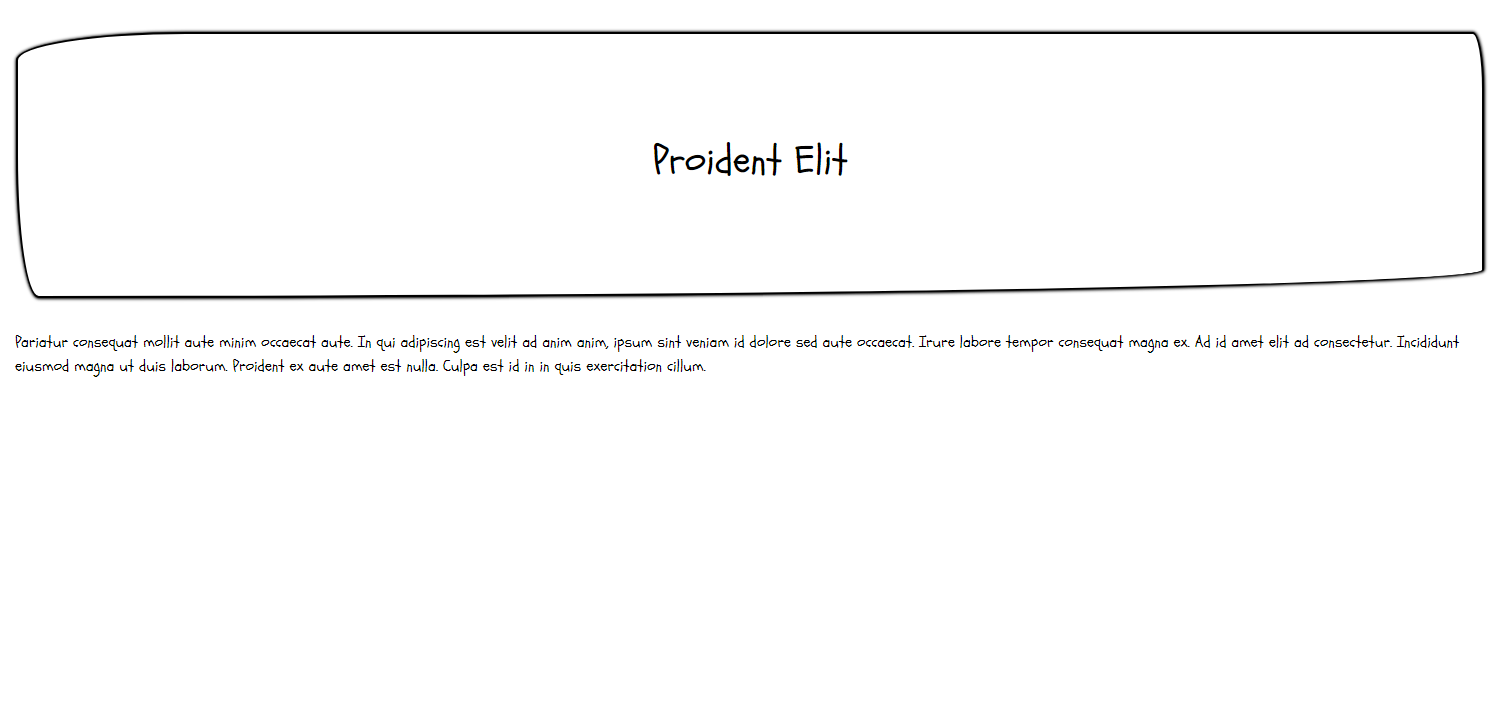 Proident Elit
Pariatur consequat mollit aute minim occaecat aute. In qui adipiscing est velit ad anim anim, ipsum sint veniam id dolore sed aute occaecat. Irure labore tempor consequat magna ex. Ad id amet elit ad consectetur. Incididunt
eiusmod magna ut duis laborum. Proident ex aute amet est nulla. Culpa est id in in quis exercitation cillum.